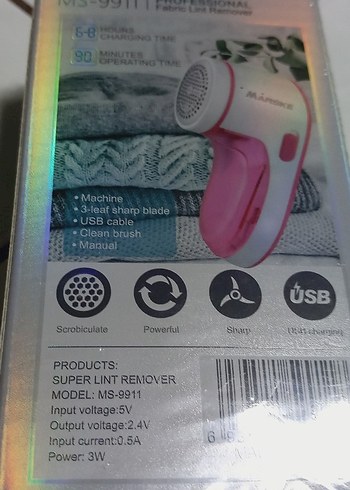 MS-9911 PROFESSIONAL
Fabric Lint Remover
6-8 HOURS
CHARGING TIME
90 MINUTES
OPERATING TIME
MARSKE
• Machine
• 3-leaf sharp blade
• USB cable
• Clean brush
• Manual
USB
Scrobiculate Powerful Sharp USB charging
PRODUCTS:
SUPER LINT REMOVER
MODEL: MS-9911
Input voltage:5V
Output voltage:2.4V
Input current:0.5A
Power: 3W
6